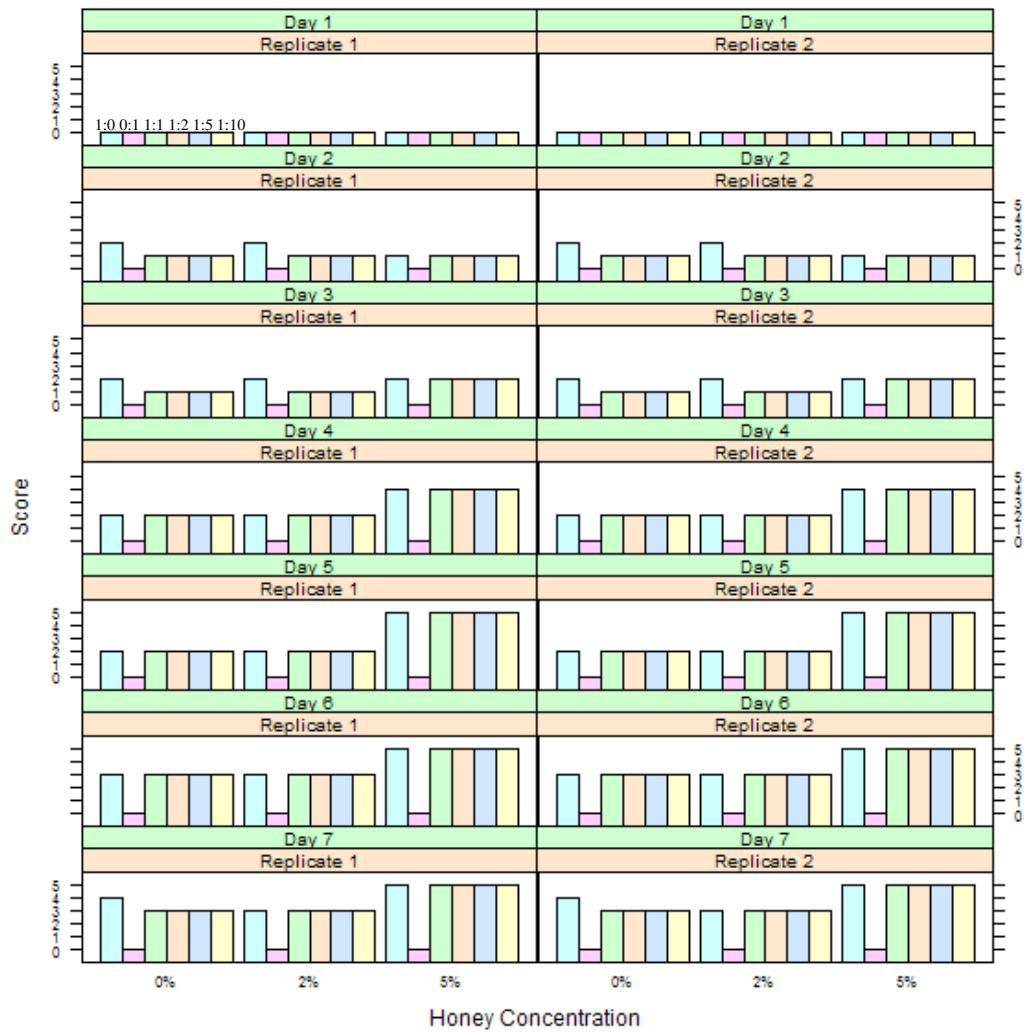 Day 1 Day 1
Replicate 1 Replicate 2
5
4
3
2
1
0
1:0 0:1 1:1 1:2 1:5 1:10
Day 2 Day 2
Replicate 1 Replicate 2
5
4
3
2
1
0
Day 3 Day 3
Replicate 1 Replicate 2
5
4
3
2
1
0
Day 4 Day 4
Replicate 1 Replicate 2
5
4
3
2
1
0
Score
Day 5 Day 5
Replicate 1 Replicate 2
5
4
3
2
1
0
Day 6 Day 6
Replicate 1 Replicate 2
5
4
3
2
1
0
Day 7 Day 7
Replicate 1 Replicate 2
5
4
3
2
1
0
0% 2% 5% 0% 2% 5%
Honey Concentration